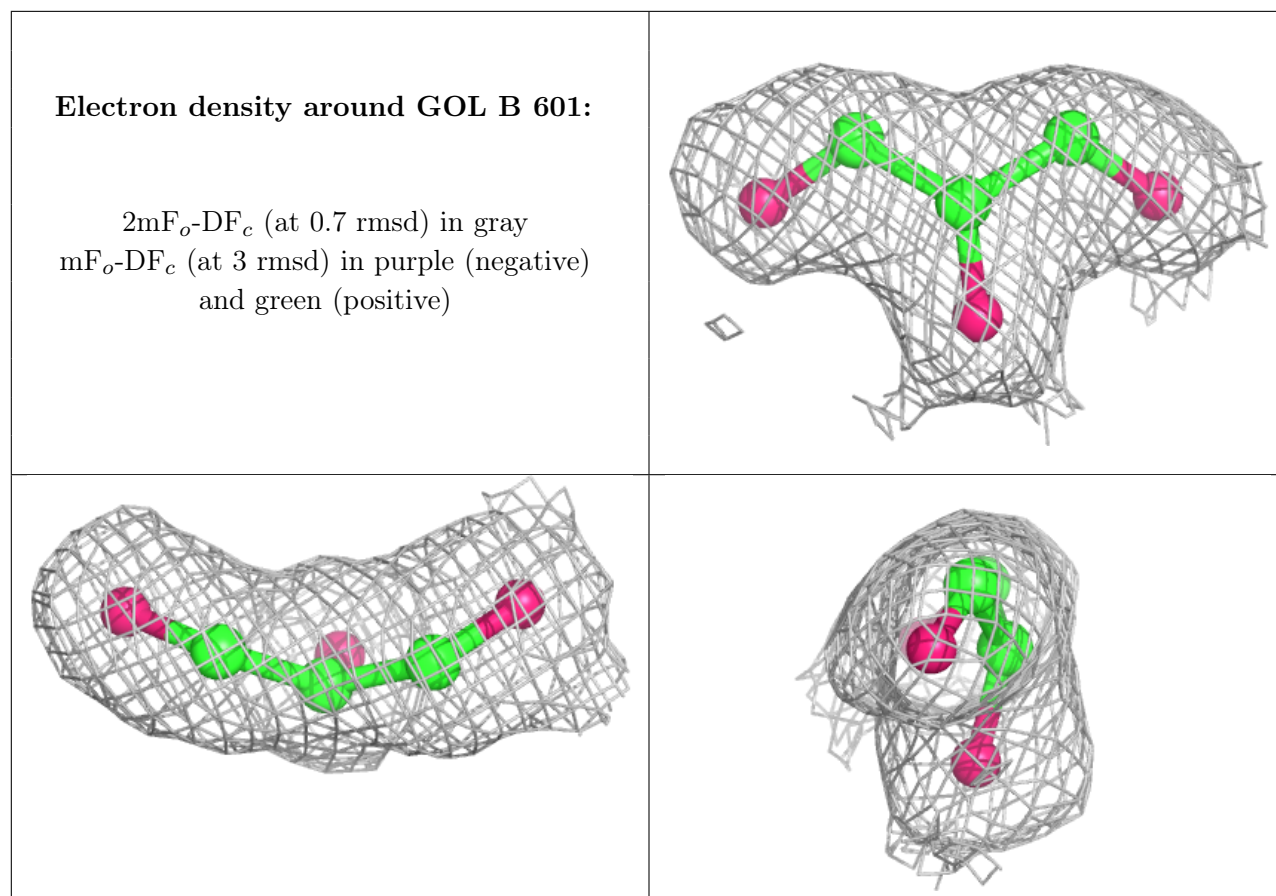 Electron density around GOL B 601:
2mFo-DFc (at 0.7 rmsd) in gray
mFo-DFc (at 3 rmsd) in purple (negative)
and green (positive)